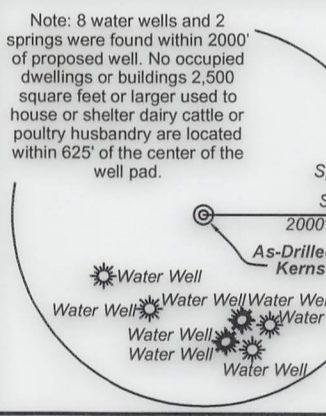 Note: 8 water wells and 2
springs were found within 2000'
of proposed well. No occupied
dwellings or buildings 2,500
square feet or larger used to
house or shelter dairy cattle or
poultry husbandry are located
within 625' of the center of the
well pad.
S
2000
As-Drille
Kerns
Water Well
Water Well
Water Well
Water We
Water
Water Well
Water Well
Water Well